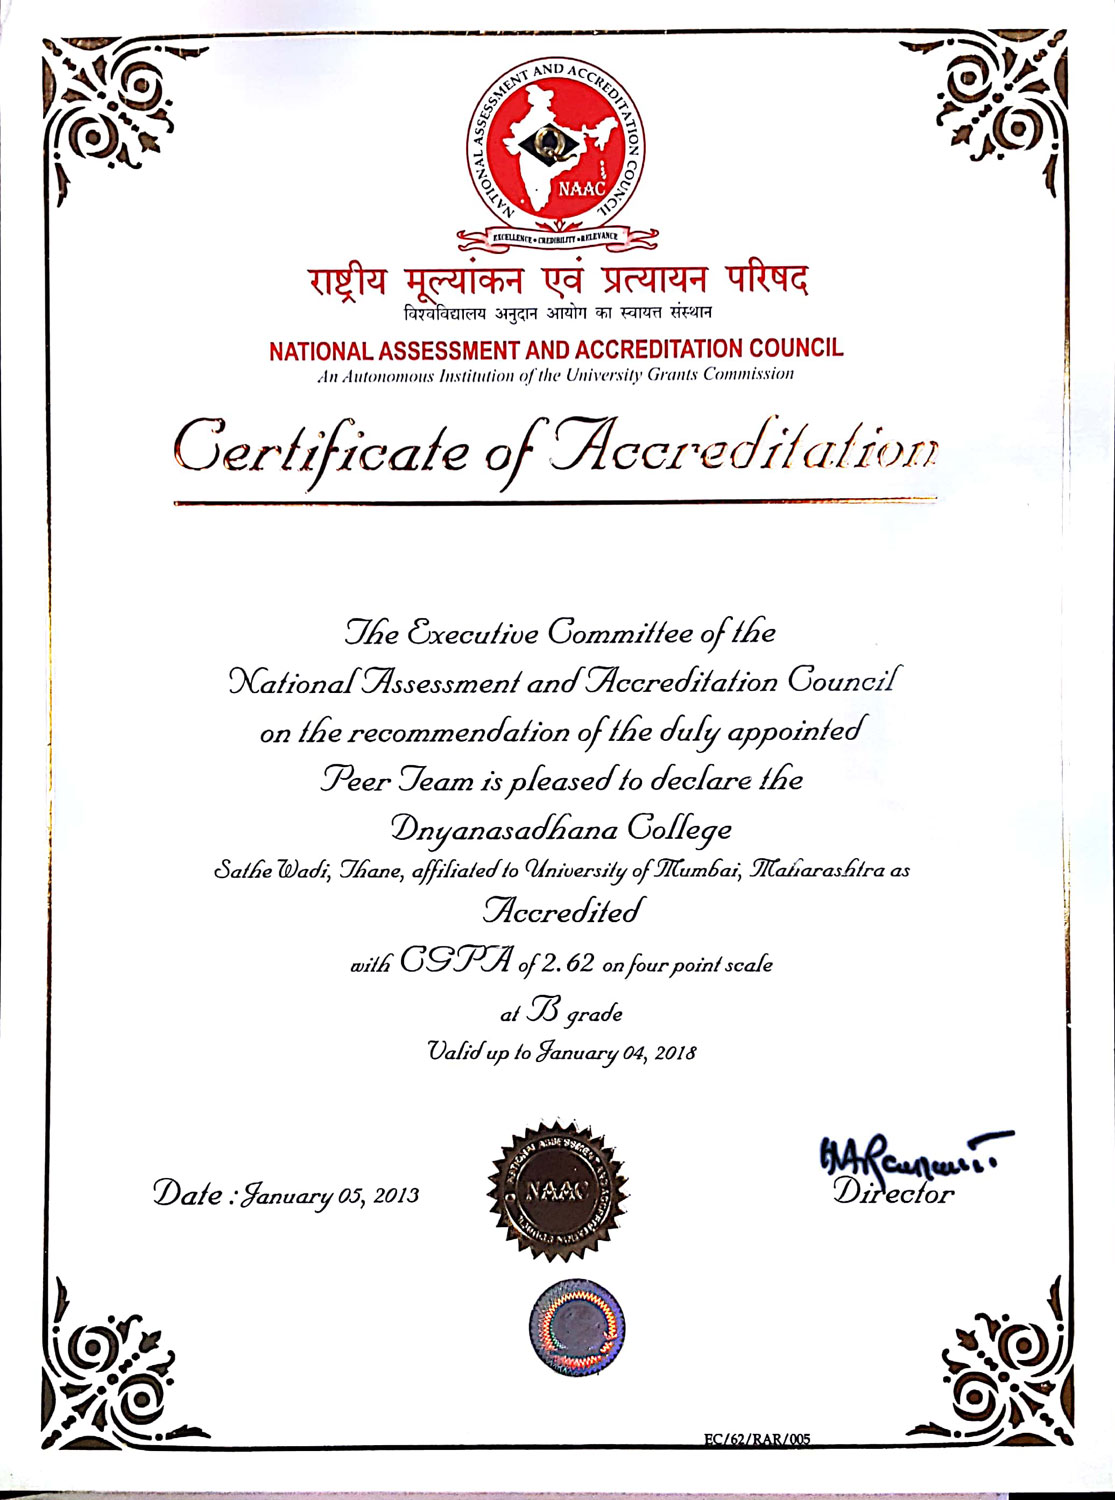 NATIONAL ASSESSMENT AND ACCREDITATION COUNCIL
NAAC
EXCELLENCE • CREDIBILITY • RELEVANCE
राष्ट्रीय मूल्यांकन एवं प्रत्यायन परिषद
विश्वविद्यालय अनुदान आयोग का स्वायत्त संस्थान
NATIONAL ASSESSMENT AND ACCREDITATION COUNCIL
An Autonomous Institution of the University Grants Commission
Certificate of Accreditation
The Executive Committee of the
National Assessment and Accreditation Council
on the recommendation of the duly appointed
Peer Team is pleased to declare the
Dnyanasadhana College
Sathe Wadi, Thane, affiliated to University of Mumbai, Maharashtra as
Accredited
with CGPA of 2.62 on four point scale
at B grade
Valid up to January 04, 2018
NAAC
Date : January 05, 2013
Director
EC/62/RAR/005